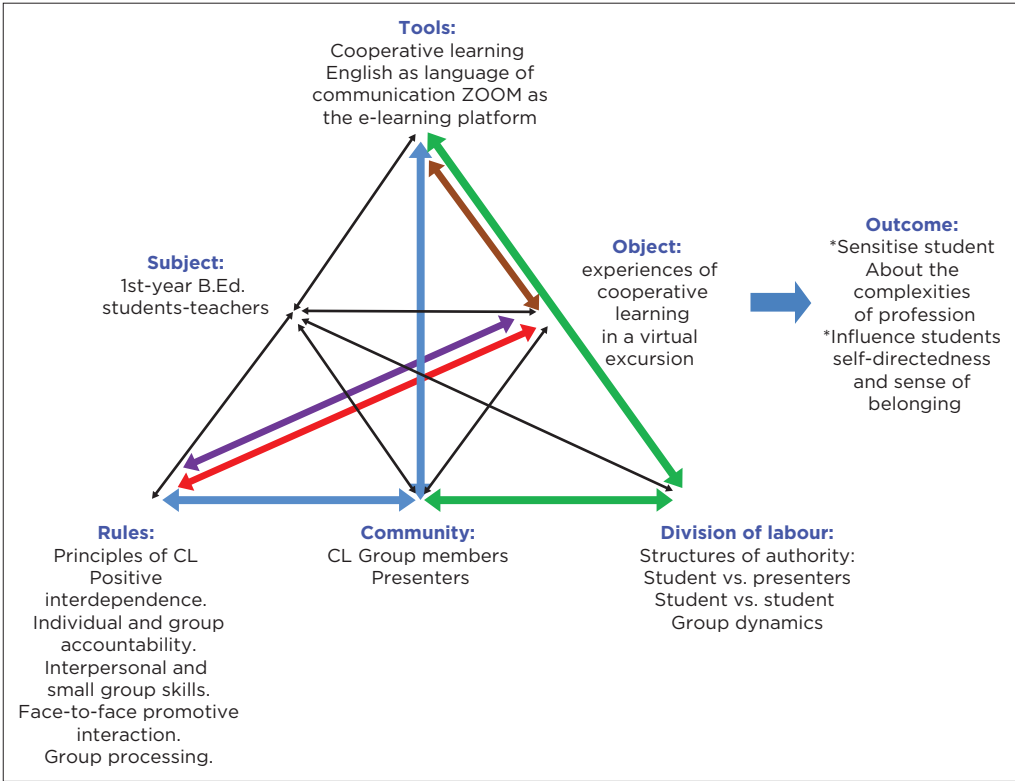 Tools:
Cooperative learning
English as language of
communication ZOOM as
the e-learning platform
Subject:
1st-year B.Ed.
students-teachers
Object:
experiences of
cooperative
learning
in a virtual
excursion
Outcome:
*Sensitise student
About the
complexities
of profession
*Influence students
self-directedness
and sense of
belonging
Rules:
Principles of CL
Positive
interdependence.
Individual and group
accountability.
Interpersonal and
small group skills.
Face-to-face promotive
interaction.
Group processing.
Community:
CL Group members
Presenters
Division of labour:
Structures of authority:
Student vs. presenters
Student vs. student
Group dynamics